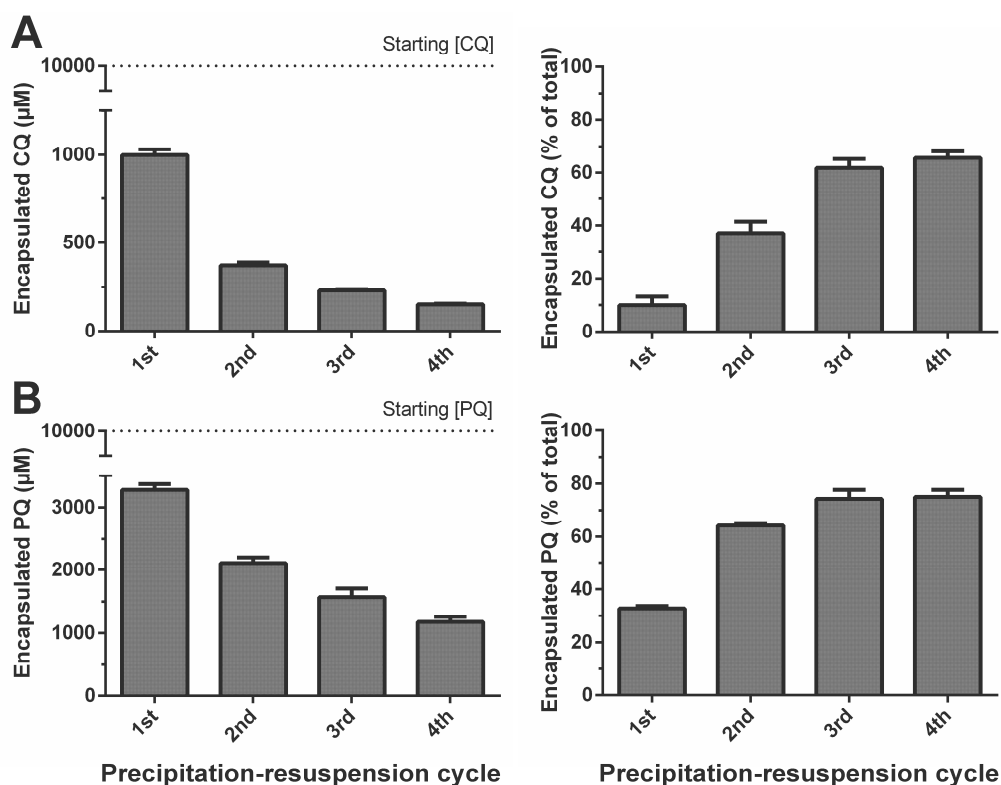 A
Starting [CQ]
Encapsulated CQ (µM)
10000
1000
500
0
1st
2nd
3rd
4th
Encapsulated CQ (% of total)
100
80
60
40
20
0
1st
2nd
3rd
4th
B
Starting [PQ]
Encapsulated PQ (µM)
10000
3000
2000
1000
0
1st
2nd
3rd
4th
Precipitation-resuspension cycle
Encapsulated PQ (% of total)
100
80
60
40
20
0
1st
2nd
3rd
4th
Precipitation-resuspension cycle